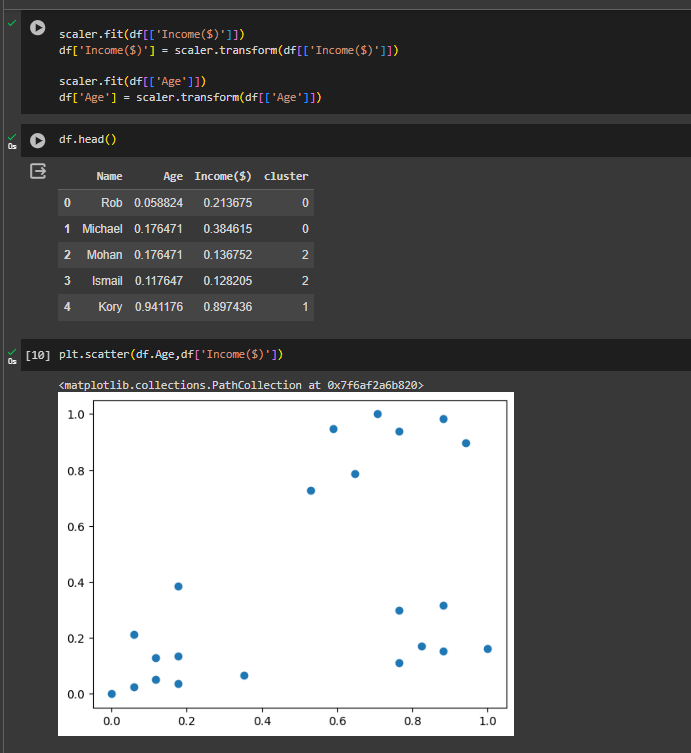 scaler.fit(df[['Income($)']])
df['Income($)'] = scaler.transform(df[['Income($)']])
scaler.fit(df[['Age']])
df['Age'] = scaler.transform(df[['Age']])
0s
df.head()
Name Age Income($) cluster
0 Rob 0.058824 0.213675 0
1 Michael 0.176471 0.384615 0
2 Mohan 0.176471 0.136752 2
3 Ismail 0.117647 0.128205 2
4 Kory 0.941176 0.897436 1
0s [10] plt.scatter(df.Age,df['Income($)'])
<matplotlib.collections.PathCollection at 0x7f6af2a6b820>
1.0
0.8
0.6
0.4
0.2
0.0
0.0 0.2 0.4 0.6 0.8 1.0